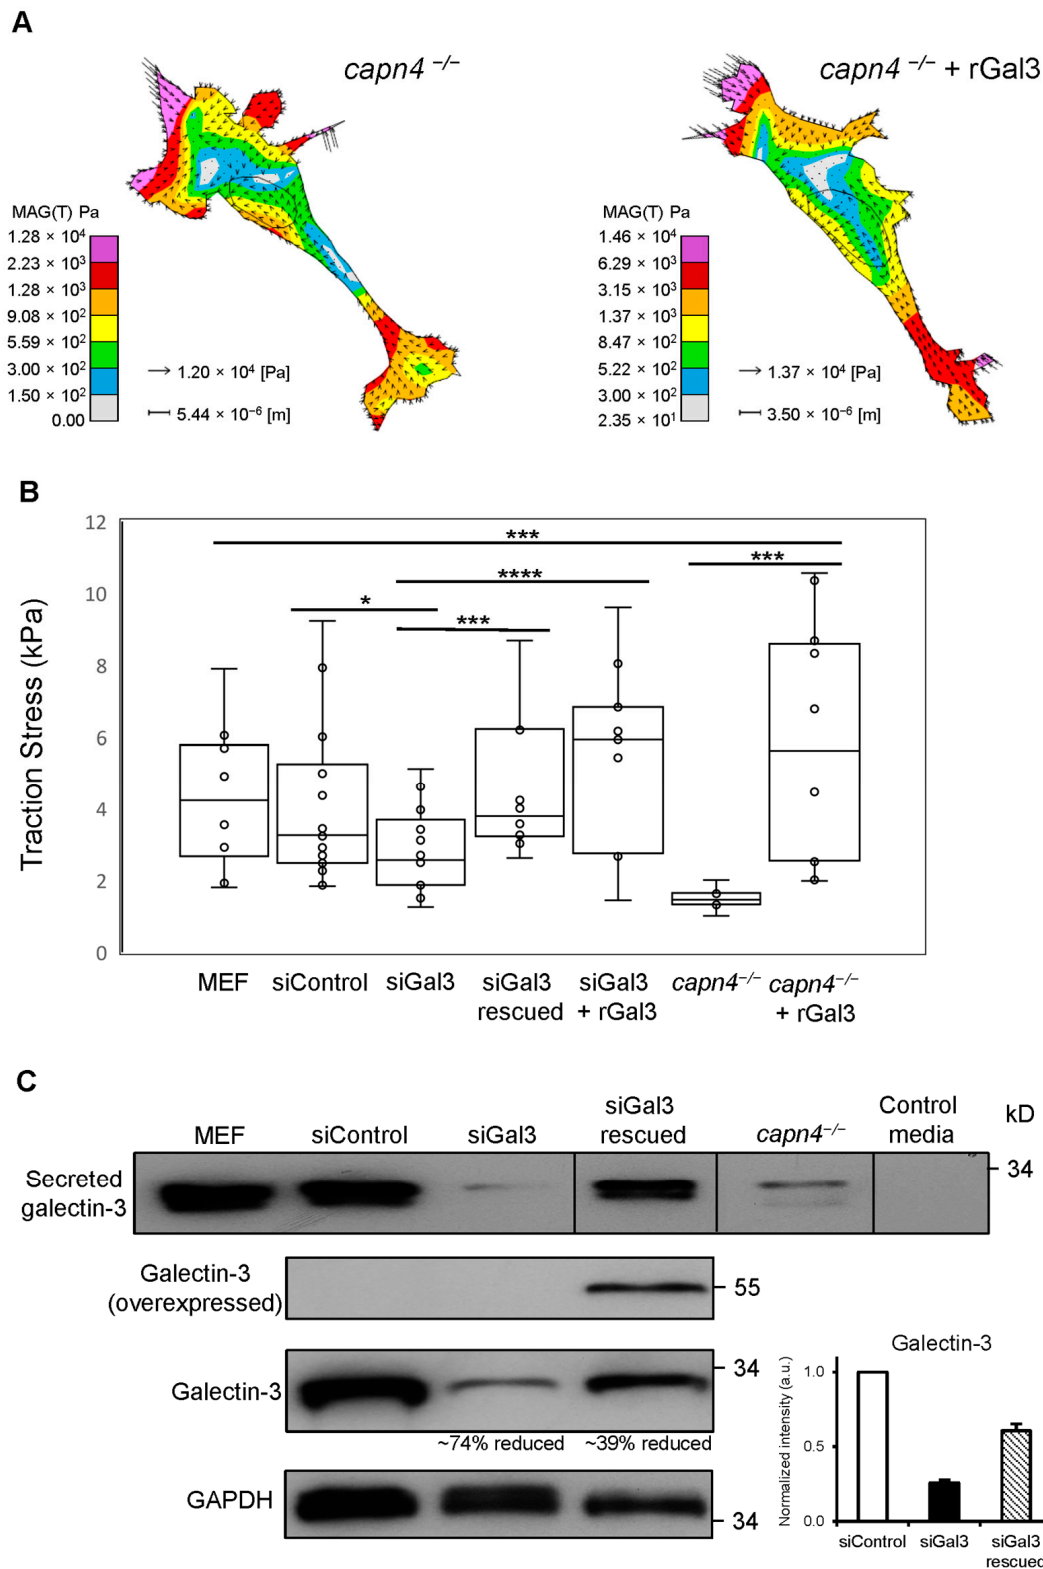 A
capn4 –/–
capn4 –/– + rGal3
MAG(T) Pa
1.28 × 10⁴
2.23 × 10³
1.28 × 10³
9.08 × 10²
5.59 × 10²
3.00 × 10²
1.50 × 10²
0.00
1.20 × 10⁴ [Pa]
5.44 × 10⁻⁶ [m]
MAG(T) Pa
1.46 × 10⁴
6.29 × 10³
3.15 × 10³
1.37 × 10³
8.47 × 10²
5.22 × 10²
3.00 × 10²
2.35 × 10¹
1.37 × 10⁴ [Pa]
3.50 × 10⁻⁶ [m]
B
Traction Stress (kPa)
12
10
8
6
4
2
0
***
***
****
*
***
MEF
siControl
siGal3
siGal3
rescued
siGal3
+ rGal3
capn4–/–
capn4–/–
+ rGal3
C
MEF
siControl
siGal3
siGal3
rescued
capn4–/–
Control
media
kD
Secreted
galectin-3
34
Galectin-3
(overexpressed)
55
Galectin-3
34
~74% reduced
~39% reduced
GAPDH
34
Galectin-3
Normalized intensity (a.u.)
1.0
0.5
0.0
siControl
siGal3
siGal3
rescued